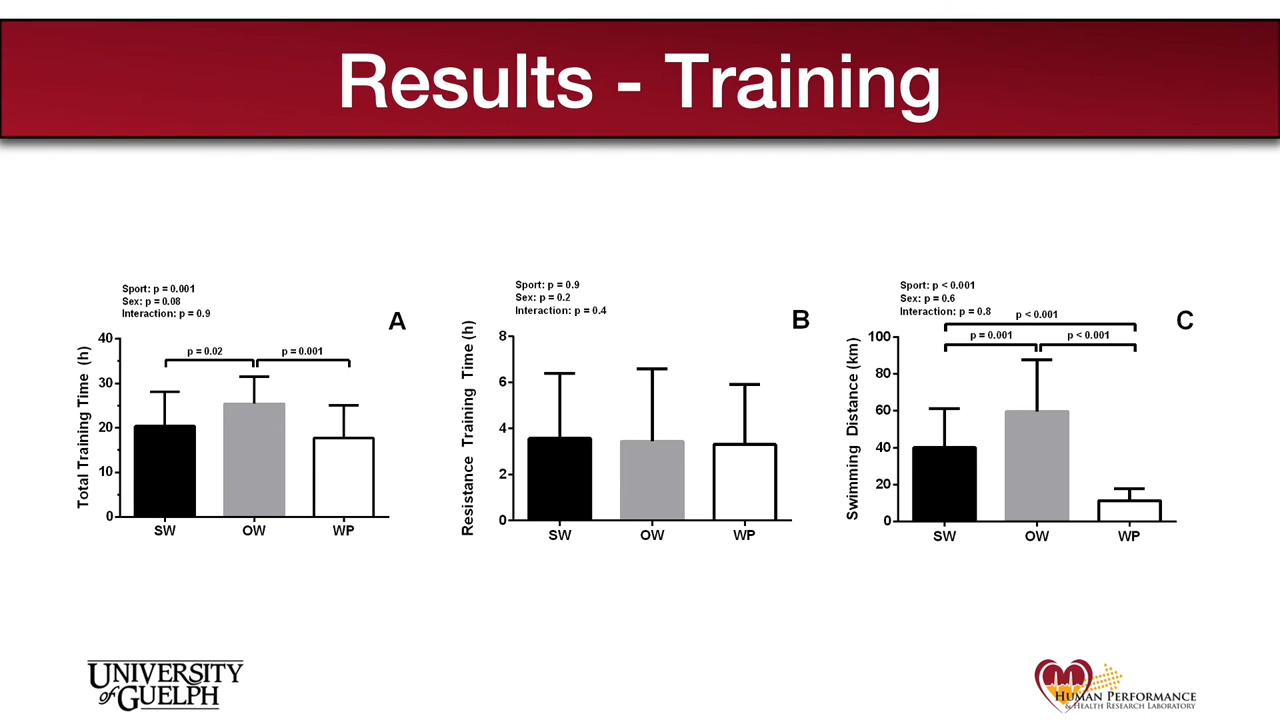 Results - Training
Sport: p = 0.001
Sex: p = 0.08
Interaction: p = 0.9
A
p = 0.02
p = 0.001
Total Training Time (h)
40
30
20
10
0
SW OW WP
Sport: p = 0.9
Sex: p = 0.2
Interaction: p = 0.4
B
Resistance Training Time (h)
8
6
4
2
0
SW OW WP
Sport: p < 0.001
Sex: p = 0.6
Interaction: p = 0.8
C
p < 0.001
p = 0.001
p < 0.001
Swimming Distance (km)
100
80
60
40
20
0
SW OW WP
UNIVERSITY
of GUELPH
HUMAN PERFORMANCE
& HEALTH RESEARCH LABORATORY